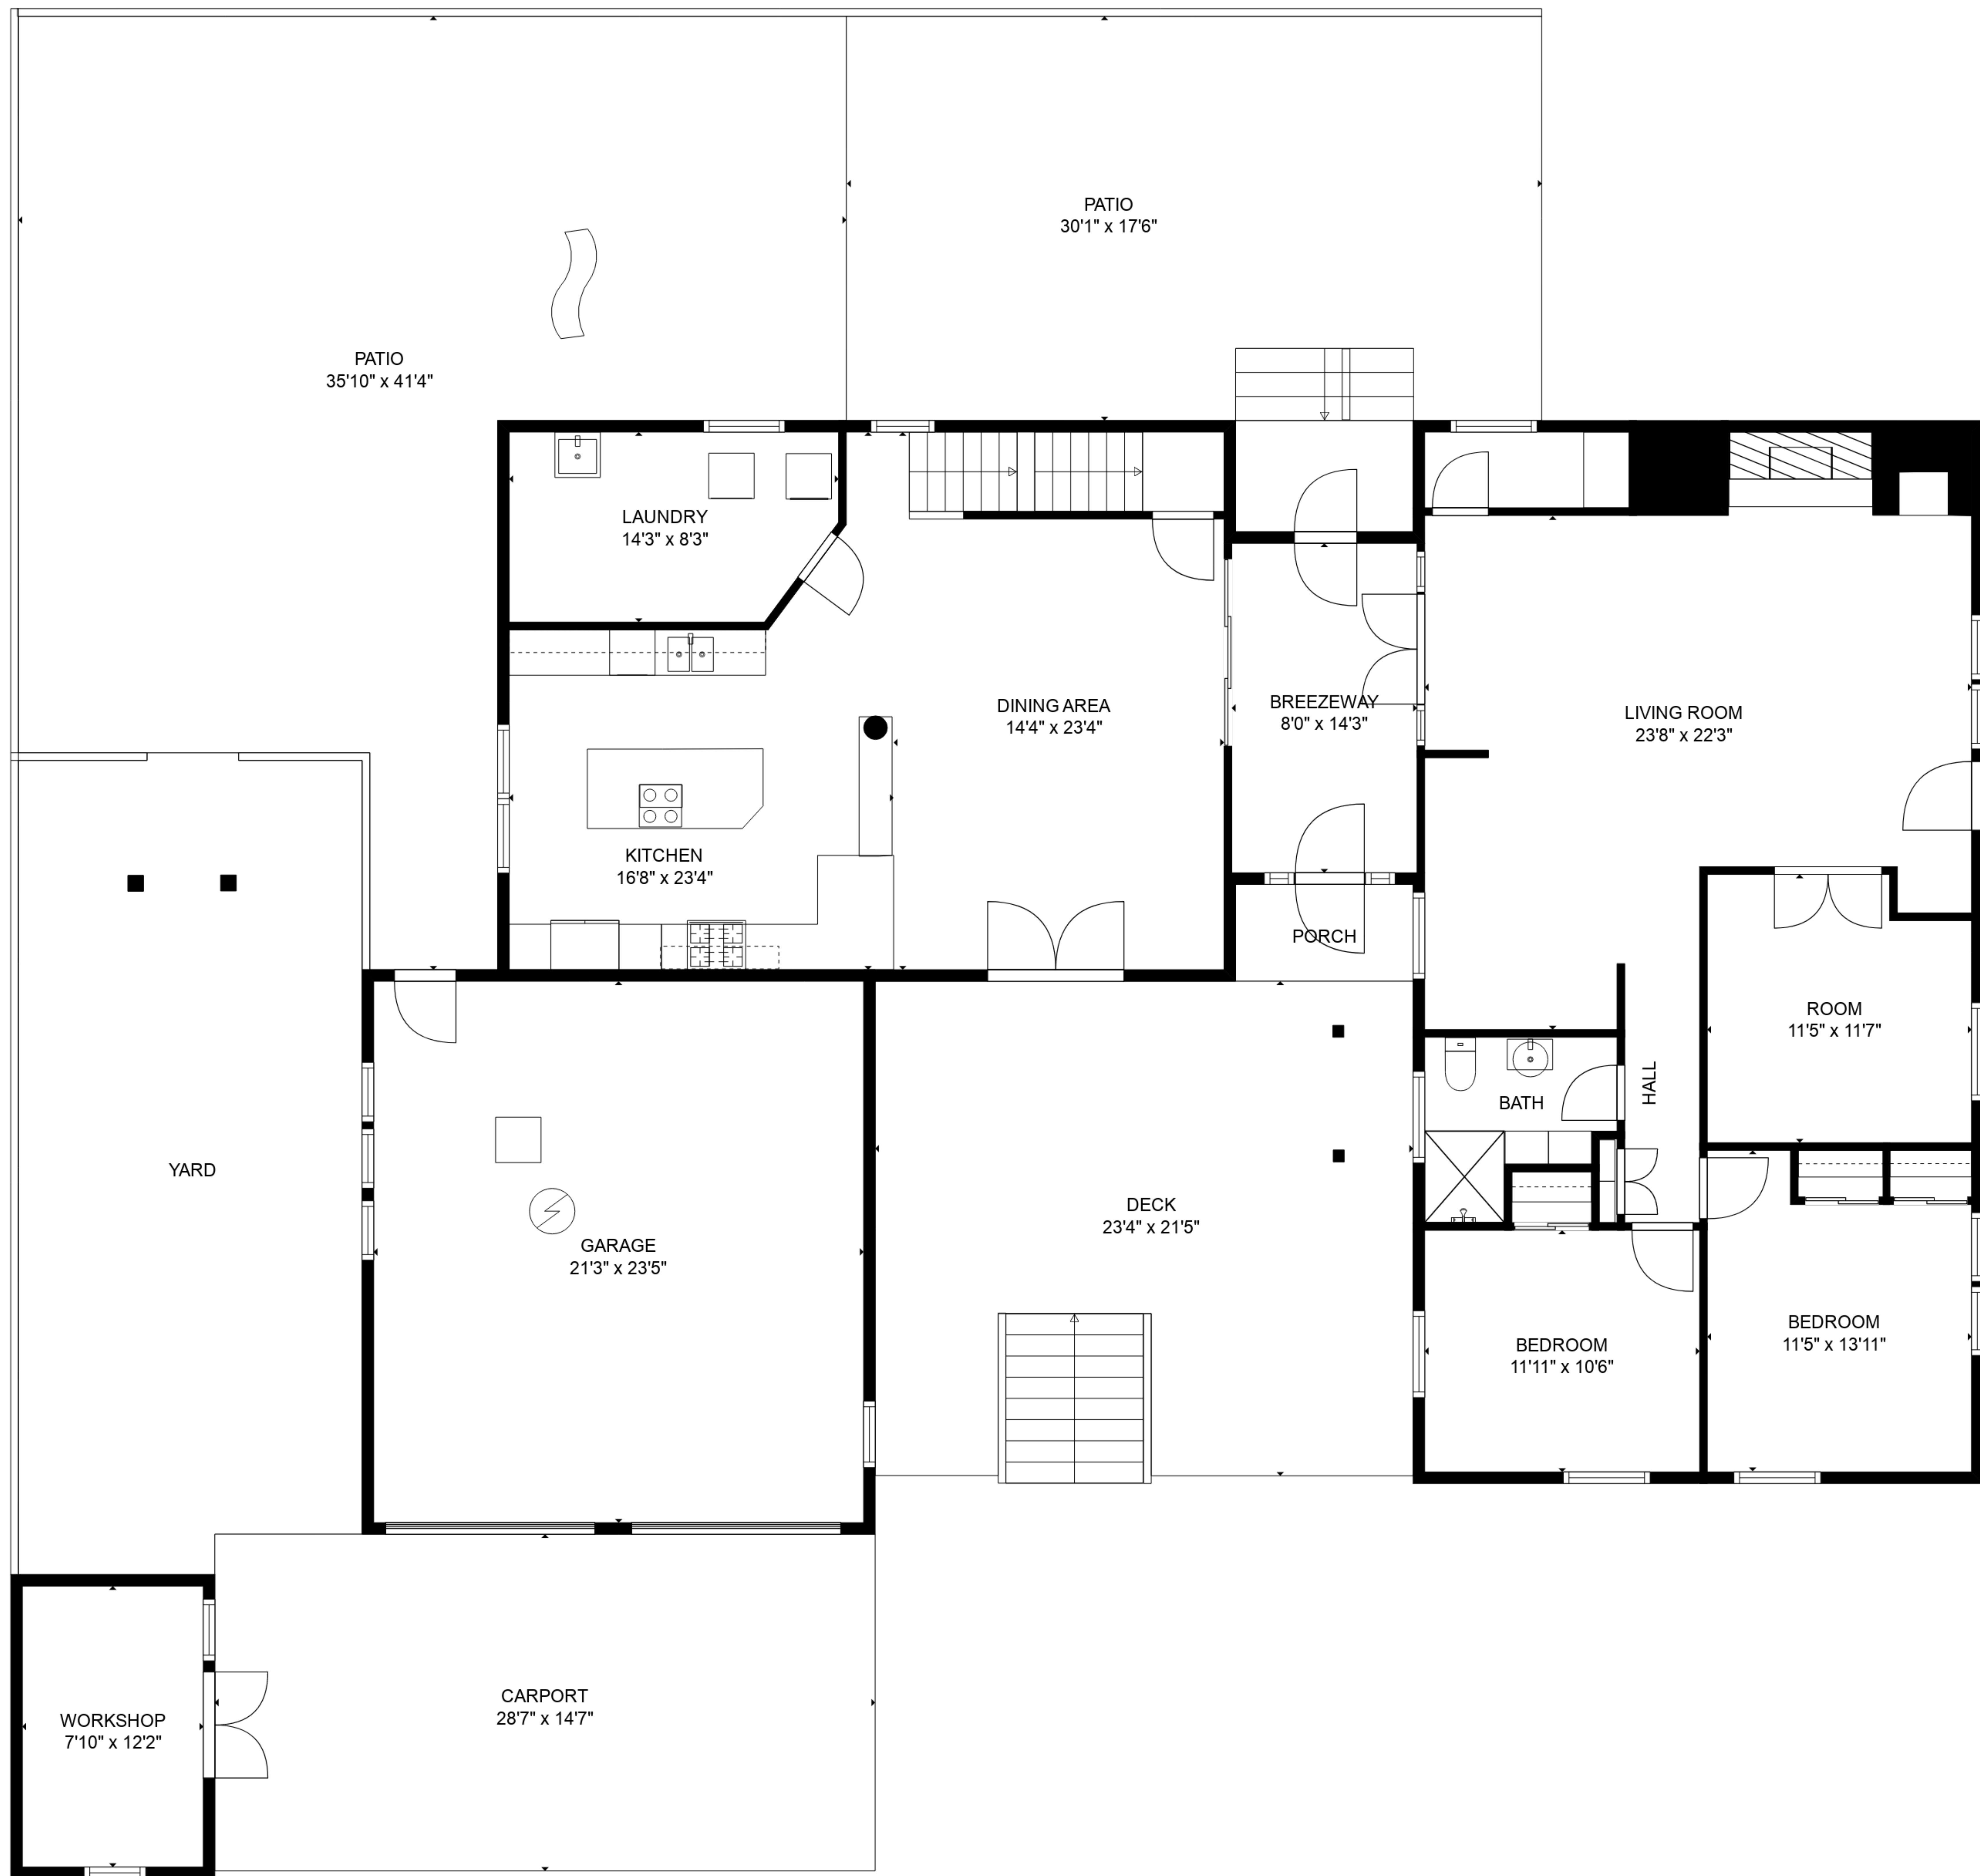 PATIO
30'1" x 17'6"
PATIO
35'10" x 41'4"
LAUNDRY
14'3" x 8'3"
DINING AREA
14'4" x 23'4"
BREEZEWAY
8'0" x 14'3"
LIVING ROOM
23'8" x 22'3"
KITCHEN
16'8" x 23'4"
PORCH
ROOM
11'5" x 11'7"
HALL
BATH
YARD
DECK
23'4" x 21'5"
GARAGE
21'3" x 23'5"
BEDROOM
11'11" x 10'6"
BEDROOM
11'5" x 13'11"
CARPORT
28'7" x 14'7"
WORKSHOP
7'10" x 12'2"